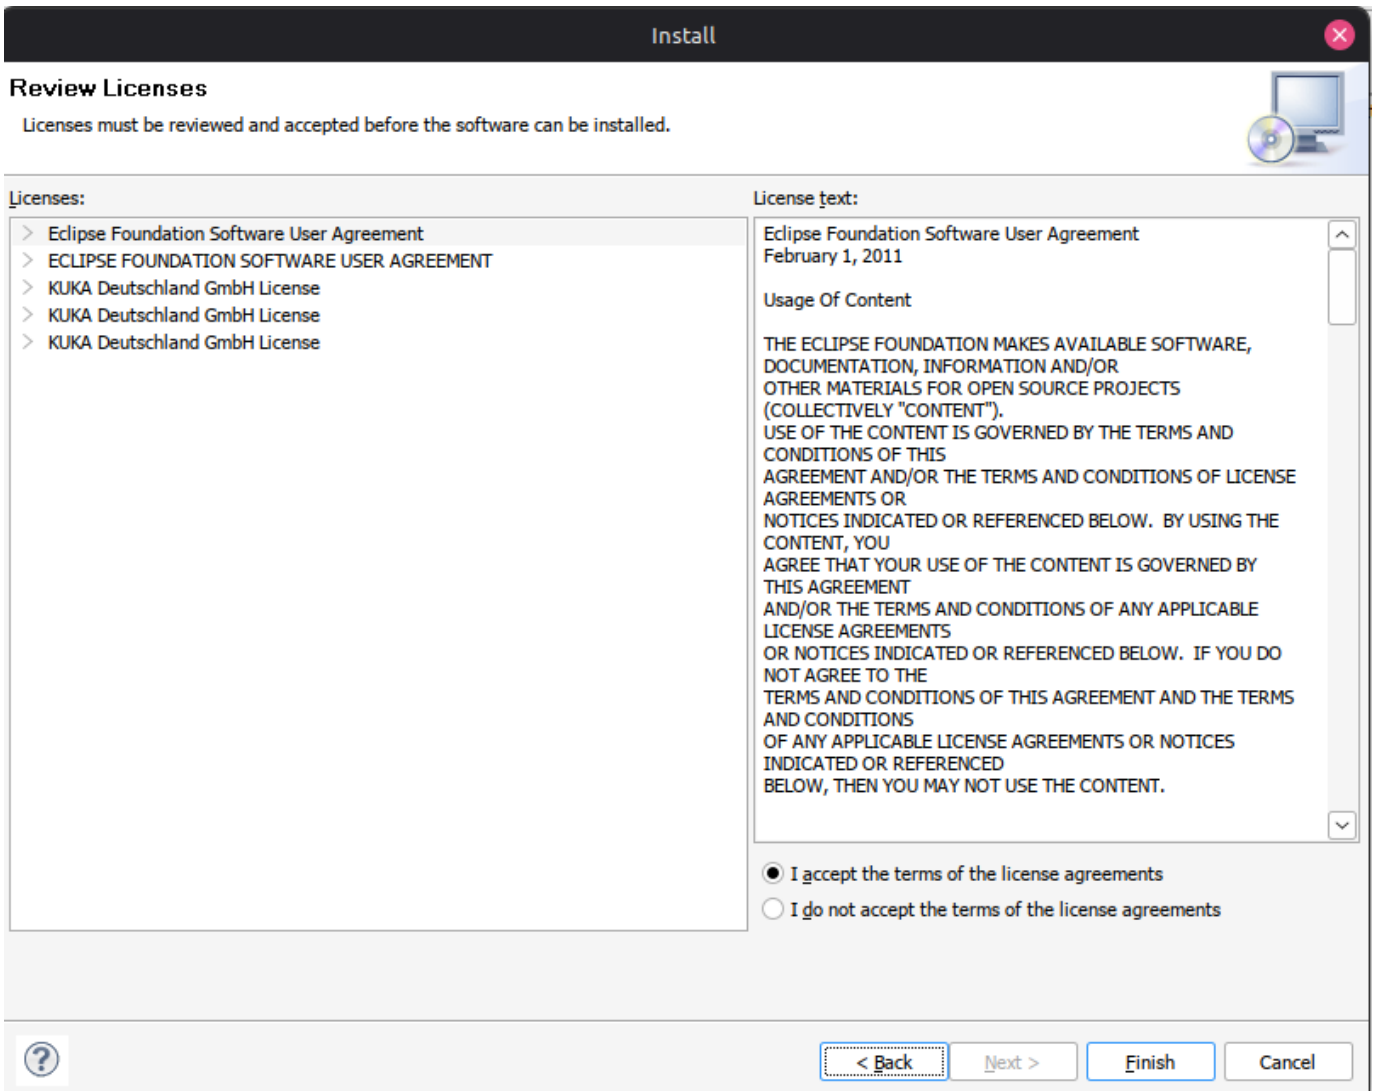 Install
Review Licenses
Licenses must be reviewed and accepted before the software can be installed.
Licenses:
Eclipse Foundation Software User Agreement
ECLIPSE FOUNDATION SOFTWARE USER AGREEMENT
KUKA Deutschland GmbH License
KUKA Deutschland GmbH License
KUKA Deutschland GmbH License
License text:
Eclipse Foundation Software User Agreement
February 1, 2011
Usage Of Content
THE ECLIPSE FOUNDATION MAKES AVAILABLE SOFTWARE,
DOCUMENTATION, INFORMATION AND/OR
OTHER MATERIALS FOR OPEN SOURCE PROJECTS
(COLLECTIVELY "CONTENT").
USE OF THE CONTENT IS GOVERNED BY THE TERMS AND
CONDITIONS OF THIS
AGREEMENT AND/OR THE TERMS AND CONDITIONS OF LICENSE
AGREEMENTS OR
NOTICES INDICATED OR REFERENCED BELOW.  BY USING THE
CONTENT, YOU
AGREE THAT YOUR USE OF THE CONTENT IS GOVERNED BY
THIS AGREEMENT
AND/OR THE TERMS AND CONDITIONS OF ANY APPLICABLE
LICENSE AGREEMENTS
OR NOTICES INDICATED OR REFERENCED BELOW.  IF YOU DO
NOT AGREE TO THE
TERMS AND CONDITIONS OF THIS AGREEMENT AND THE TERMS
AND CONDITIONS
OF ANY APPLICABLE LICENSE AGREEMENTS OR NOTICES
INDICATED OR REFERENCED
BELOW, THEN YOU MAY NOT USE THE CONTENT.
I accept the terms of the license agreements
I do not accept the terms of the license agreements
?
< Back
Next >
Finish
Cancel